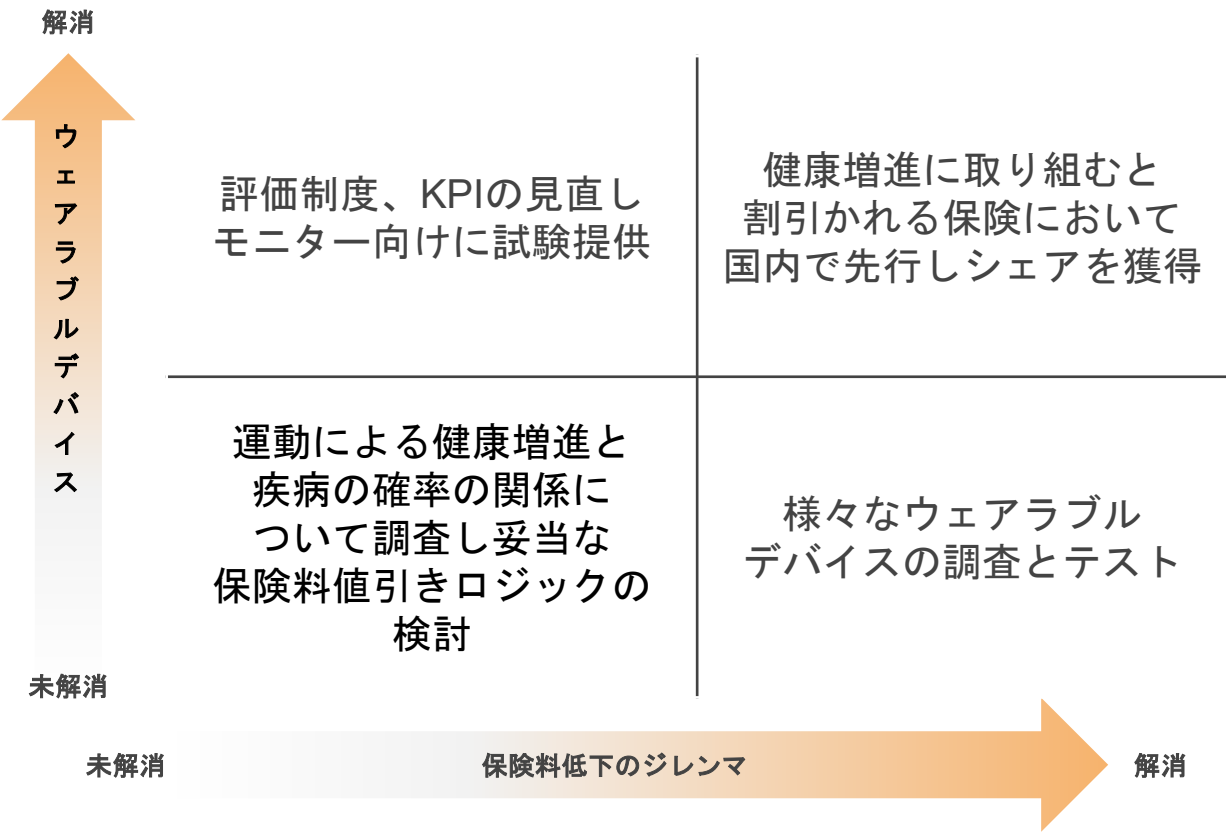 解消
ウェアラブルデバイス
評価制度、KPIの見直し
モニター向けに試験提供
健康増進に取り組むと
割引かれる保険において
国内で先行しシェアを獲得
運動による健康増進と
疾病の確率の関係に
ついて調査し妥当な
保険料値引きロジックの
検討
様々なウェアラブル
デバイスの調査とテスト
未解消
未解消
保険料低下のジレンマ
解消